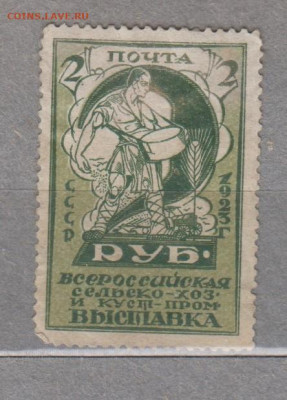 COINS.LAVE.RU
2 ПОЧТА 2
СССР 1923Г
РУБ.
ВСЕРОССИЙСКАЯ
СЕЛЬСКО-ХОЗ.
И КУСТ-ПРОМ
ВЫСТАВКА